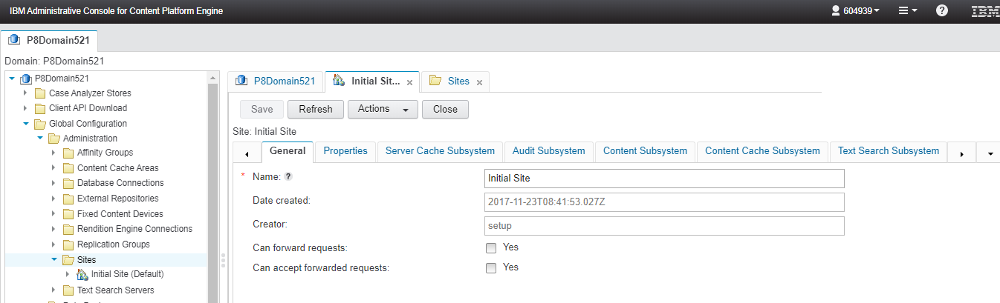 IBM Administrative Console for Content Platform Engine
604939
?
IBM
P8Domain521
Domain: P8Domain521
P8Domain521
Case Analyzer Stores
Client API Download
Global Configuration
Administration
Affinity Groups
Content Cache Areas
Database Connections
External Repositories
Fixed Content Devices
Rendition Engine Connections
Replication Groups
Sites
Initial Site (Default)
Text Search Servers
P8Domain521 Initial Sit... x Sites x
Save Refresh Actions Close
Site: Initial Site
General Properties Server Cache Subsystem Audit Subsystem Content Subsystem Content Cache Subsystem Text Search Subsystem
* Name: ? Initial Site
Date created: 2017-11-23T08:41:53.027Z
Creator: setup
Can forward requests: Yes
Can accept forwarded requests: Yes